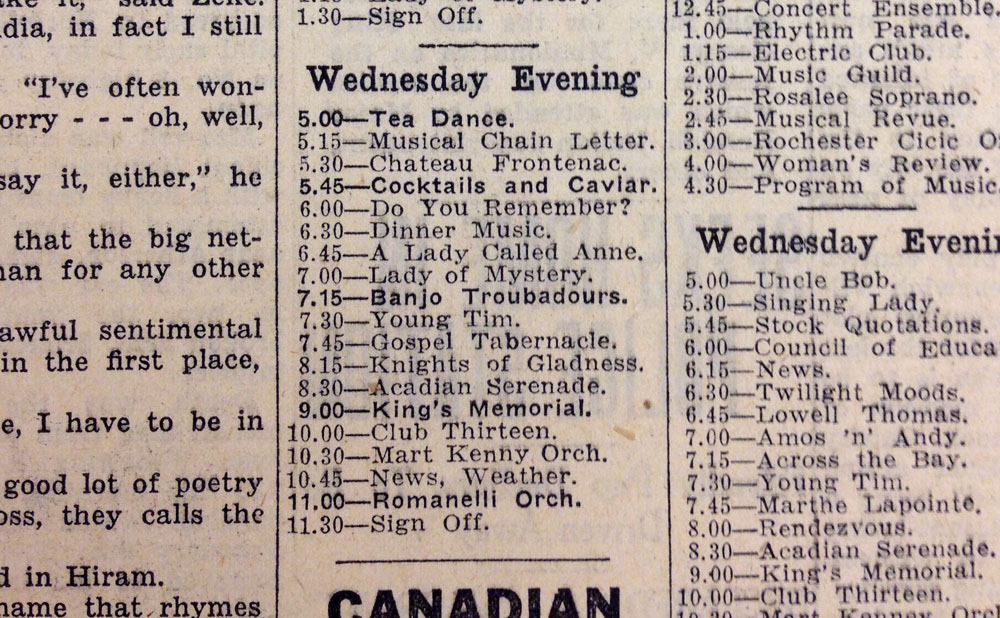 ke it," said Zeke.
dia, in fact I still
"I've often won-
orry - - - oh, well,
say it, either," he
that the big net-
nan for any other
awful sentimental
in the first place,
e, I have to be in
good lot of poetry
oss, they calls the
d in Hiram.
name that rhymes
1.30—Sign Off.
Wednesday Evening
5.00—Tea Dance.
5.15—Musical Chain Letter.
5.30—Chateau Frontenac.
5.45—Cocktails and Caviar.
6.00—Do You Remember?
6.30—Dinner Music.
6.45—A Lady Called Anne.
7.00—Lady of Mystery.
7.15—Banjo Troubadours.
7.30—Young Tim.
7.45—Gospel Tabernacle.
8.15—Knights of Gladness.
8.30—Acadian Serenade.
9.00—King's Memorial.
10.00—Club Thirteen.
10.30—Mart Kenny Orch.
10.45—News, Weather.
11.00—Romanelli Orch.
11.30—Sign Off.
CANADIAN
12.45—Concert Ensemble.
1.00—Rhythm Parade.
1.15—Electric Club.
2.00—Music Guild.
2.30—Rosalee Soprano.
2.45—Musical Revue.
3.00—Rochester Cicic O
4.00—Woman's Review.
4.30—Program of Music.
Wednesday Evenin
5.00—Uncle Bob.
5.30—Singing Lady.
5.45—Stock Quotations.
6.00—Council of Educa
6.15—News.
6.30—Twilight Moods.
6.45—Lowell Thomas.
7.00—Amos 'n' Andy.
7.15—Across the Bay.
7.30—Young Tim.
7.45—Marthe Lapointe.
8.00—Rendezvous.
8.30—Acadian Serenade.
9.00—King's Memorial.
10.00—Club Thirteen.